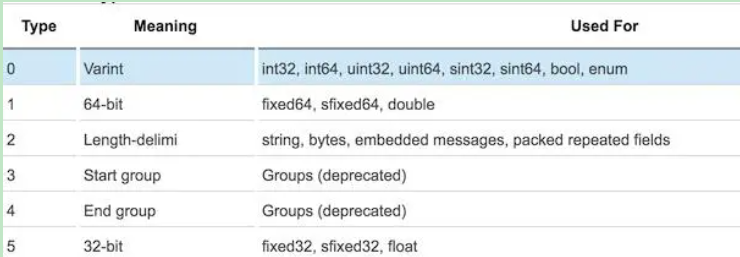 Type Meaning Used For
0 Varint int32, int64, uint32, uint64, sint32, sint64, bool, enum
1 64-bit fixed64, sfixed64, double
2 Length-delimi string, bytes, embedded messages, packed repeated fields
3 Start group Groups (deprecated)
4 End group Groups (deprecated)
5 32-bit fixed32, sfixed32, float